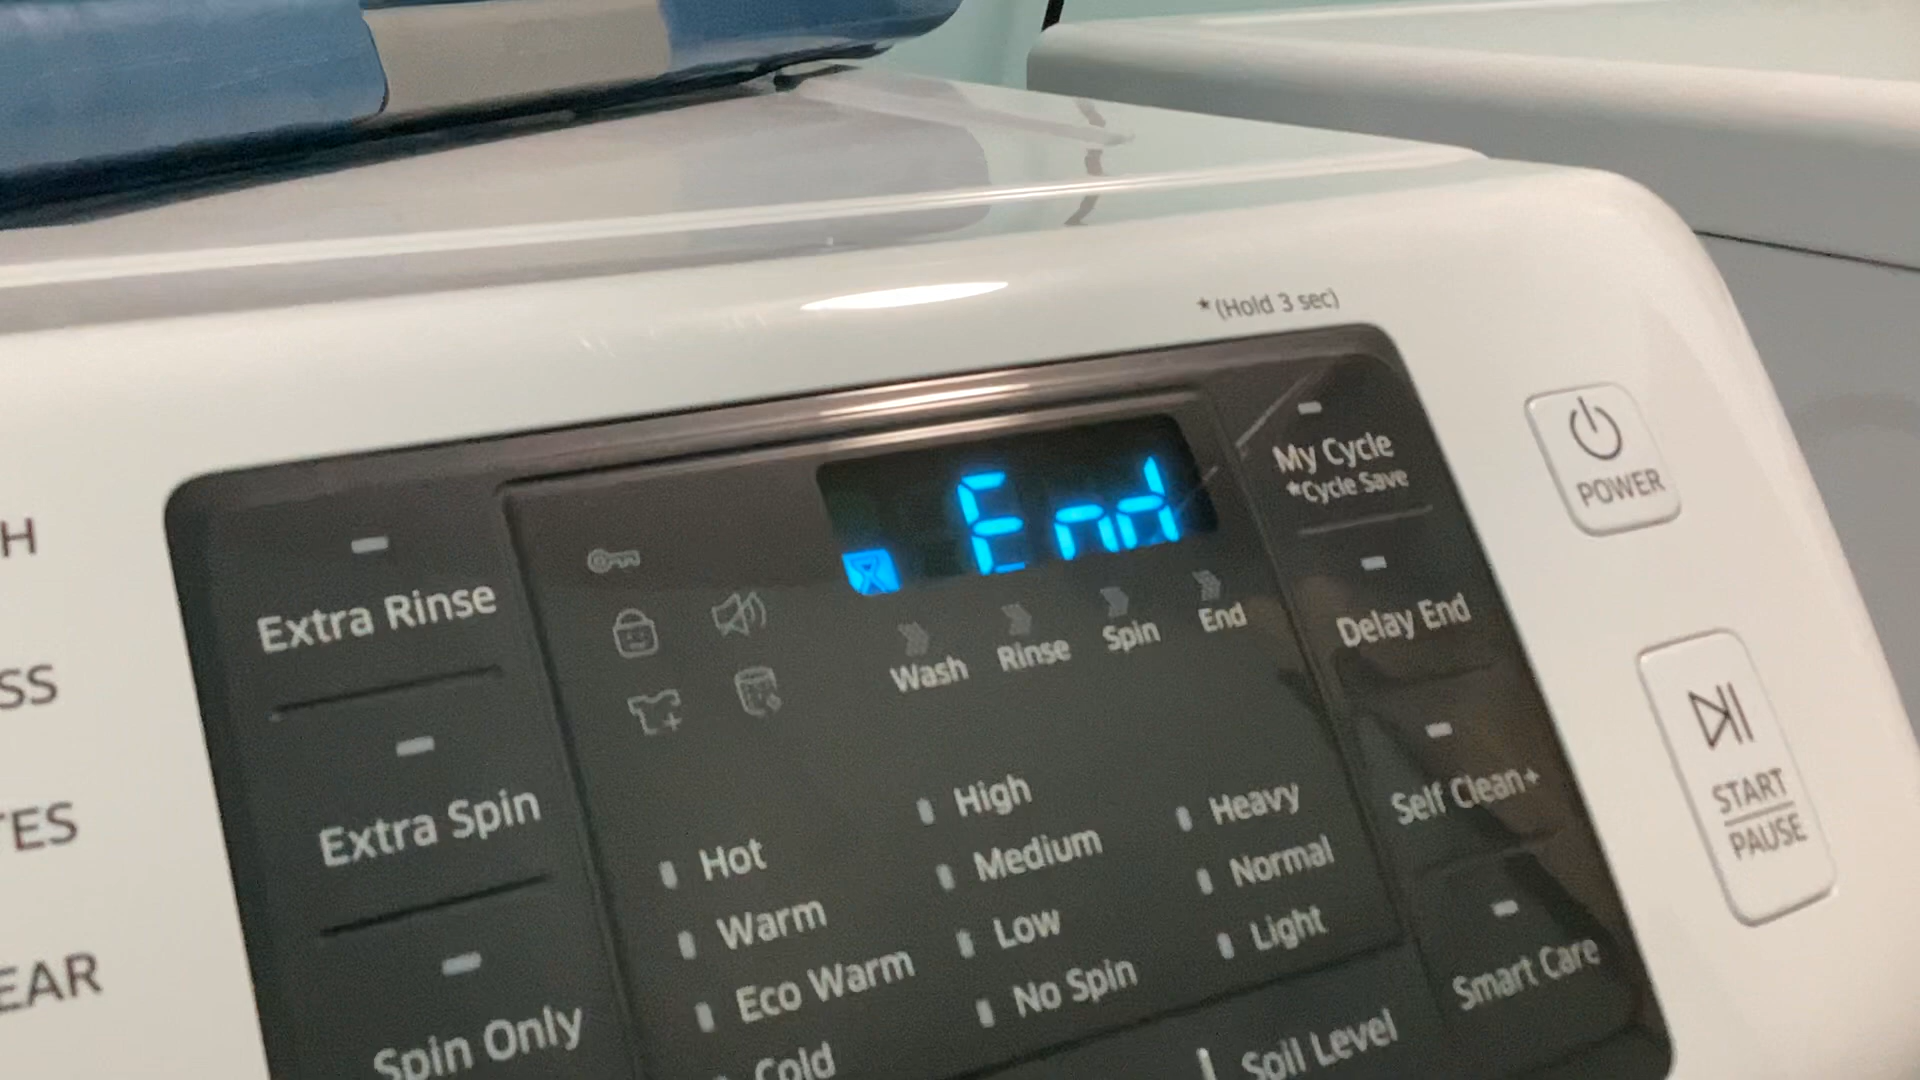 * (Hold 3 sec)
End
My Cycle
*Cycle Save
POWER
H
Extra Rinse
Wash
Rinse
Spin
End
Delay End
SS
Extra Spin
High
Medium
Low
No Spin
Hot
Warm
Eco Warm
Cold
Heavy
Normal
Light
Self Clean+
START
PAUSE
TES
EAR
Spin Only
Soil Level
Smart Care